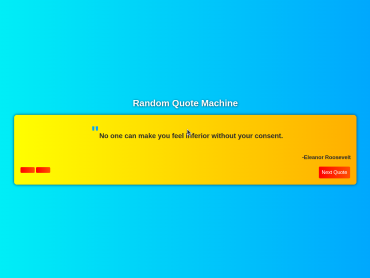 Random Quote Machine
" No one can make you feel inferior without your consent.
-Eleanor Roosevelt
Next Quote